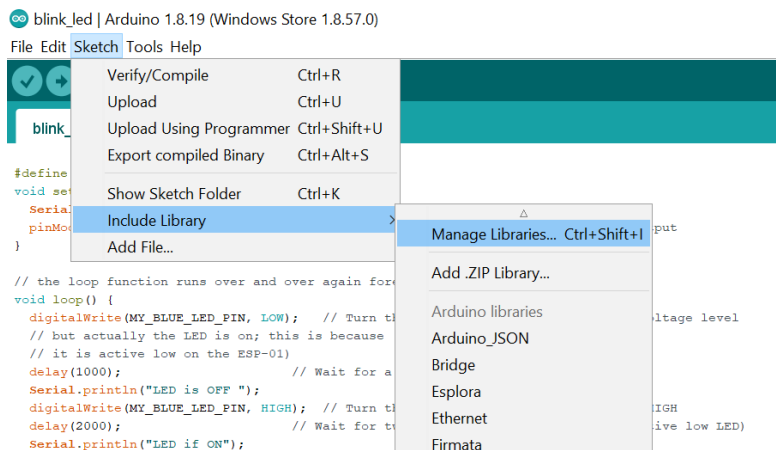 blink_led | Arduino 1.8.19 (Windows Store 1.8.57.0)
File Edit Sketch Tools Help
Verify/Compile Ctrl+R
Upload Ctrl+U
Upload Using Programmer Ctrl+Shift+U
Export compiled Binary Ctrl+Alt+S
Show Sketch Folder Ctrl+K
Include Library
Add File...
Manage Libraries... Ctrl+Shift+I
Add .ZIP Library...
Arduino libraries
Arduino_JSON
Bridge
Esplora
Ethernet
Firmata
blink_
#define
void set
Serial
pinMod
}
// the loop function runs over and over again fore
void loop() {
digitalWrite(MY_BLUE_LED_PIN, LOW); // Turn th
oltage level
// but actually the LED is on; this is because
// it is active low on the ESP-01)
delay(1000); // Wait for a
Serial.println("LED is OFF ");
digitalWrite(MY_BLUE_LED_PIN, HIGH); // Turn th
HIGH
delay(2000); // Wait for tw
ive low LED)
Serial.println("LED if ON");